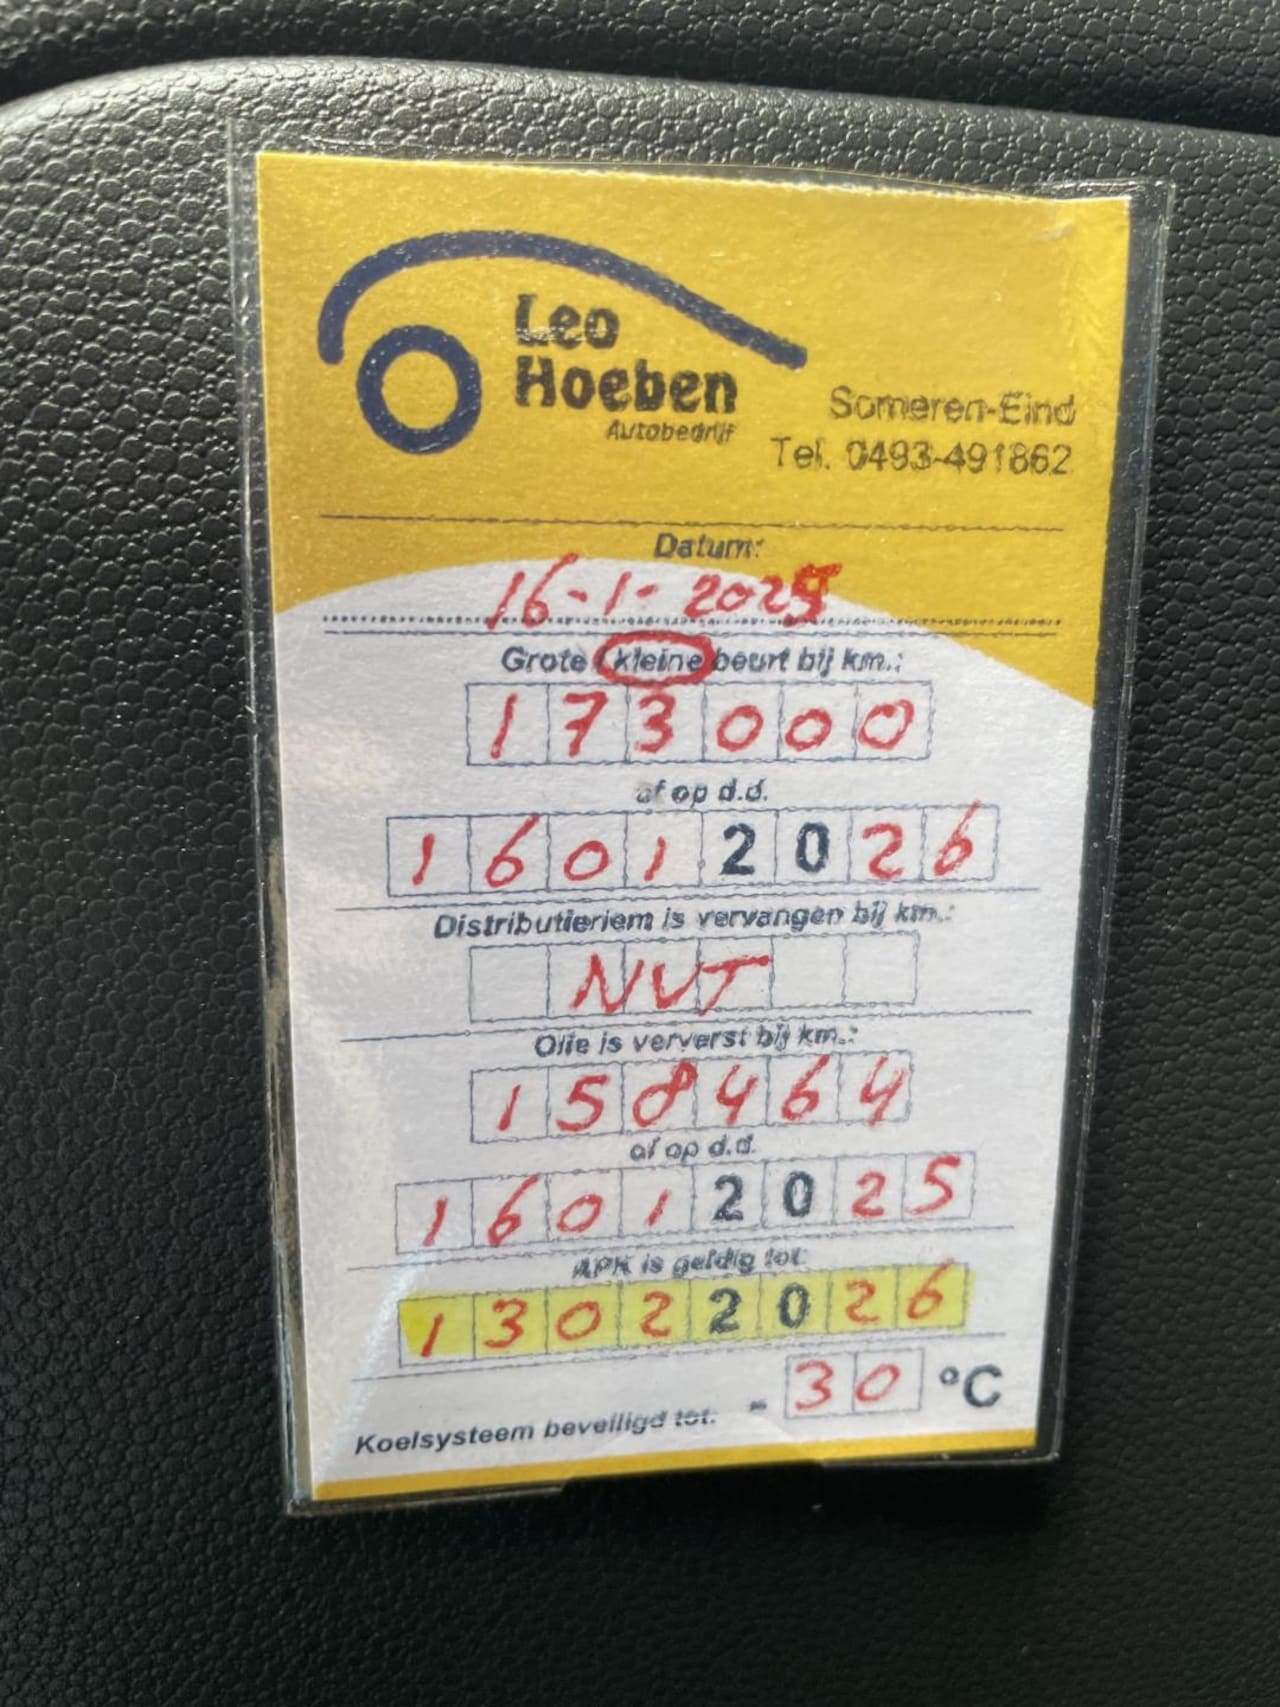 Leo
Hoeben
Autobedrijf
Someren-Eind
Tel. 0493-491862
Datum:
16-1-2025
Grote / kleine beurt bij km.:
173000
of op d.d.
16012026
Distributieriem is vervangen bij km.:
NVT
Olie is ververst bij km.:
158464
of op d.d.
16012025
APK is geldig tot:
13022026
Koelsysteem beveiligd tot: - 30 °C